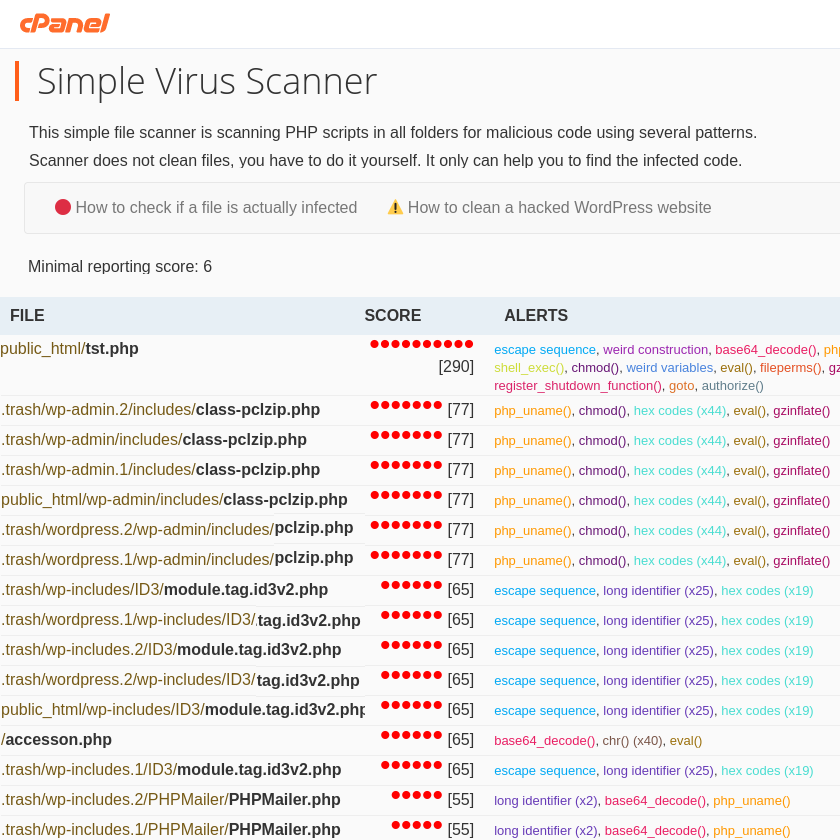 cPanel
Simple Virus Scanner
This simple file scanner is scanning PHP scripts in all folders for malicious code using several patterns.
Scanner does not clean files, you have to do it yourself. It only can help you to find the infected code.
How to check if a file is actually infected How to clean a hacked WordPress website
Minimal reporting score: 6
FILE SCORE ALERTS
public_html/tst.php escape sequence, weird construction, base64_decode(), php
[290] shell_exec(), chmod(), weird variables, eval(), fileperms(), gz
register_shutdown_function(), goto, authorize()
.trash/wp-admin.2/includes/class-pclzip.php [77] php_uname(), chmod(), hex codes (x44), eval(), gzinflate()
.trash/wp-admin/includes/class-pclzip.php [77] php_uname(), chmod(), hex codes (x44), eval(), gzinflate()
.trash/wp-admin.1/includes/class-pclzip.php [77] php_uname(), chmod(), hex codes (x44), eval(), gzinflate()
public_html/wp-admin/includes/class-pclzip.php [77] php_uname(), chmod(), hex codes (x44), eval(), gzinflate()
.trash/wordpress.2/wp-admin/includes/pclzip.php [77] php_uname(), chmod(), hex codes (x44), eval(), gzinflate()
.trash/wordpress.1/wp-admin/includes/pclzip.php [77] php_uname(), chmod(), hex codes (x44), eval(), gzinflate()
.trash/wp-includes/ID3/module.tag.id3v2.php [65] escape sequence, long identifier (x25), hex codes (x19)
.trash/wordpress.1/wp-includes/ID3/.tag.id3v2.php [65] escape sequence, long identifier (x25), hex codes (x19)
.trash/wp-includes.2/ID3/module.tag.id3v2.php [65] escape sequence, long identifier (x25), hex codes (x19)
.trash/wordpress.2/wp-includes/ID3/.tag.id3v2.php [65] escape sequence, long identifier (x25), hex codes (x19)
public_html/wp-includes/ID3/module.tag.id3v2.php [65] escape sequence, long identifier (x25), hex codes (x19)
/accesson.php [65] base64_decode(), chr() (x40), eval()
.trash/wp-includes.1/ID3/module.tag.id3v2.php [65] escape sequence, long identifier (x25), hex codes (x19)
.trash/wp-includes.2/PHPMailer/PHPMailer.php [55] long identifier (x2), base64_decode(), php_uname()
.trash/wp-includes.1/PHPMailer/PHPMailer.php [55] long identifier (x2), base64_decode(), php_uname()